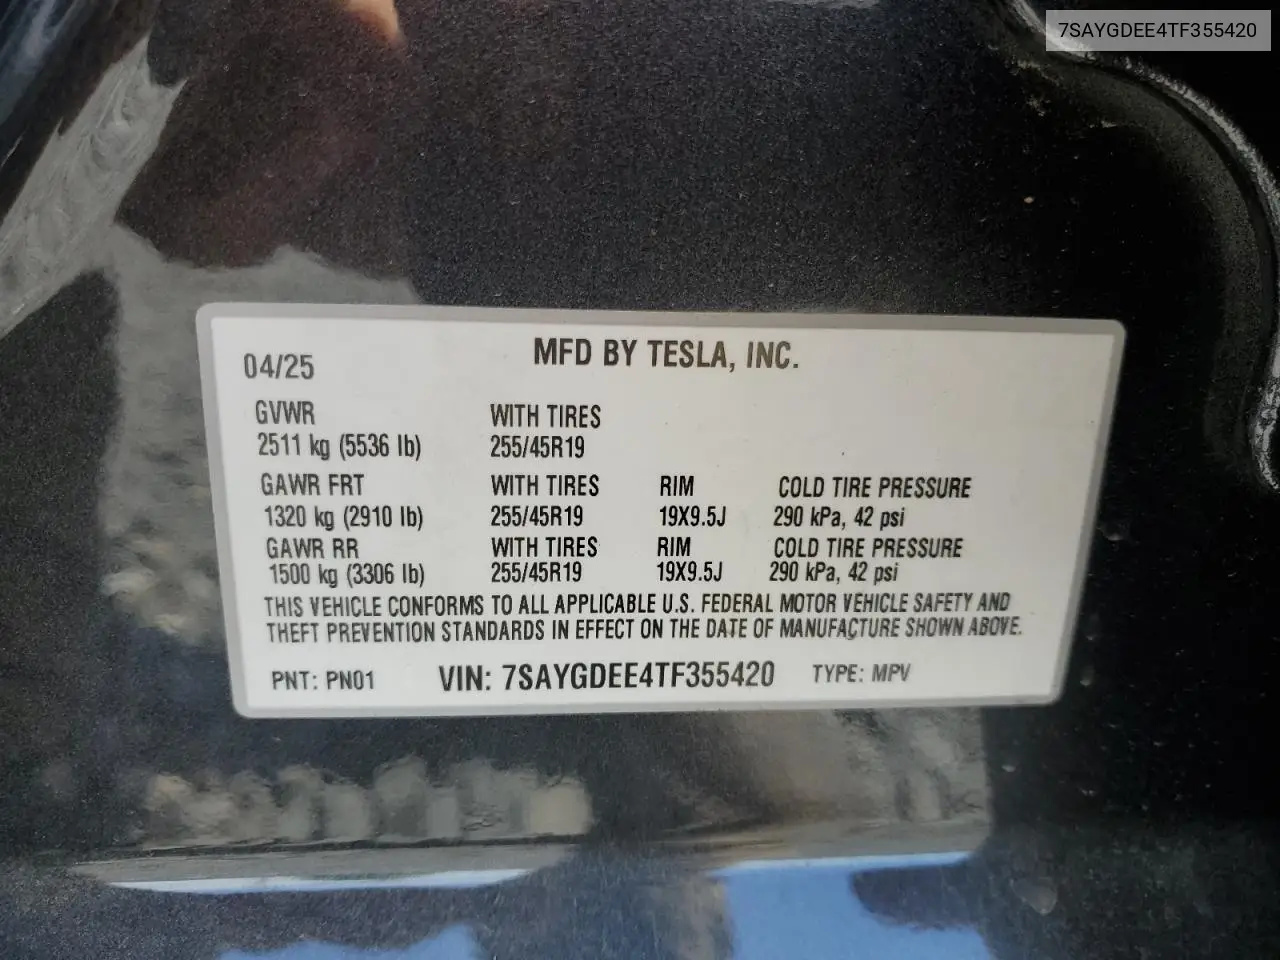 7SAYGDEE4TF355420
04/25 MFD BY TESLA, INC.
GVWR WITH TIRES
2511 kg (5536 lb) 255/45R19
GAWR FRT WITH TIRES RIM COLD TIRE PRESSURE
1320 kg (2910 lb) 255/45R19 19X9.5J 290 kPa, 42 psi
GAWR RR WITH TIRES RIM COLD TIRE PRESSURE
1500 kg (3306 lb) 255/45R19 19X9.5J 290 kPa, 42 psi
THIS VEHICLE CONFORMS TO ALL APPLICABLE U.S. FEDERAL MOTOR VEHICLE SAFETY AND
THEFT PREVENTION STANDARDS IN EFFECT ON THE DATE OF MANUFACTURE SHOWN ABOVE.
PNT: PN01 VIN: 7SAYGDEE4TF355420 TYPE: MPV